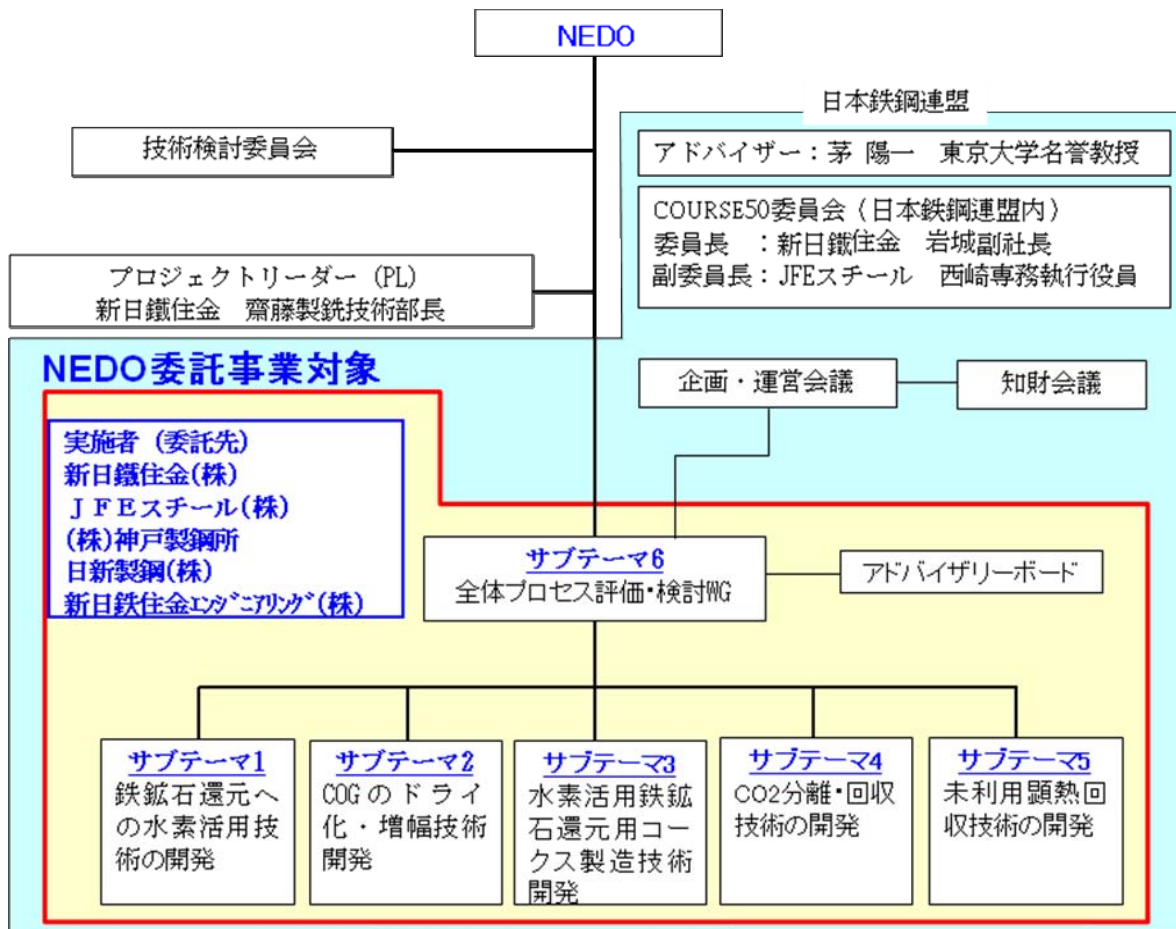 NEDO
日本鉄鋼連盟
技術検討委員会
アドバイザー：茅 陽一　東京大学名誉教授
COURSE50委員会（日本鉄鋼連盟内）
委員長　：新日鐵住金　岩城副社長
副委員長：JFEスチール　西崎専務執行役員
プロジェクトリーダー (PL)
新日鐵住金　齋藤製銑技術部長
NEDO委託事業対象
企画・運営会議
知財会議
実施者（委託先）
新日鐵住金(株)
ＪＦＥスチール(株)
(株)神戸製鋼所
日新製鋼(株)
新日鉄住金ｴﾝｼﾞﾆｱﾘﾝｸﾞ(株)
サブテーマ6
全体プロセス評価・検討WG
アドバイザリーボード
サブテーマ1
鉄鉱石還元へ
の水素活用技
術の開発
サブテーマ2
COGのドライ
化・増幅技術
開発
サブテーマ3
水素活用鉄鉱
石還元用コー
クス製造技術
開発
サブテーマ4
CO2分離・回収
技術の開発
サブテーマ5
未利用顕熱回
収技術の開発